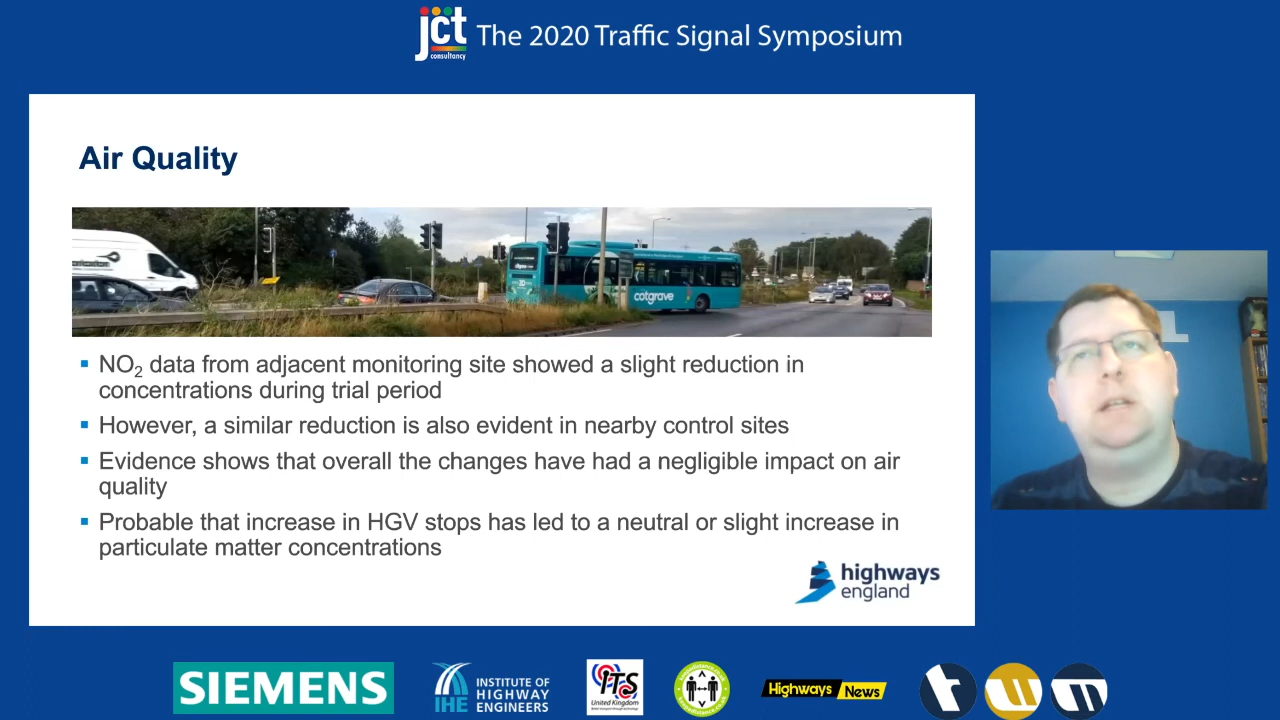 jct
consultancy
The 2020 Traffic Signal Symposium
Air Quality
cotgrave
▪ NO₂ data from adjacent monitoring site showed a slight reduction in
concentrations during trial period
▪ However, a similar reduction is also evident in nearby control sites
▪ Evidence shows that overall the changes have had a negligible impact on air
quality
▪ Probable that increase in HGV stops has led to a neutral or slight increase in
particulate matter concentrations
highways
england
SIEMENS
IHE
INSTITUTE OF
HIGHWAY
ENGINEERS
ITS
United Kingdom
Highways News